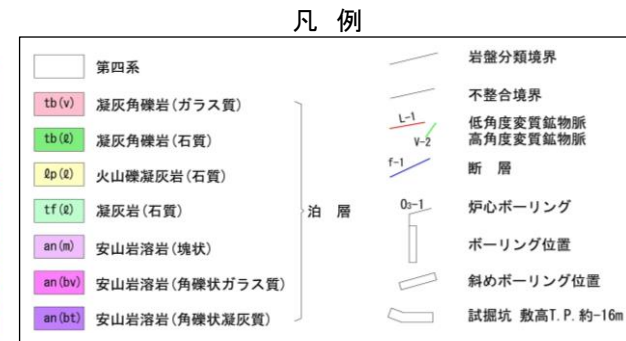 凡 例
第四系
tb(v) 凝灰角礫岩(ガラス質)
tb(ℓ) 凝灰角礫岩(石質)
ℓp(ℓ) 火山礫凝灰岩(石質)
tf(ℓ) 凝灰岩(石質)
an(m) 安山岩溶岩(塊状)
an(bv) 安山岩溶岩(角礫状ガラス質)
an(bt) 安山岩溶岩(角礫状凝灰質)
泊 層
岩盤分類境界
不整合境界
L-1 低角度変質鉱物脈
V-2 高角度変質鉱物脈
f-1 断 層
O3-1 炉心ボーリング
ボーリング位置
斜めボーリング位置
試掘坑 敷高T.P.約-16m